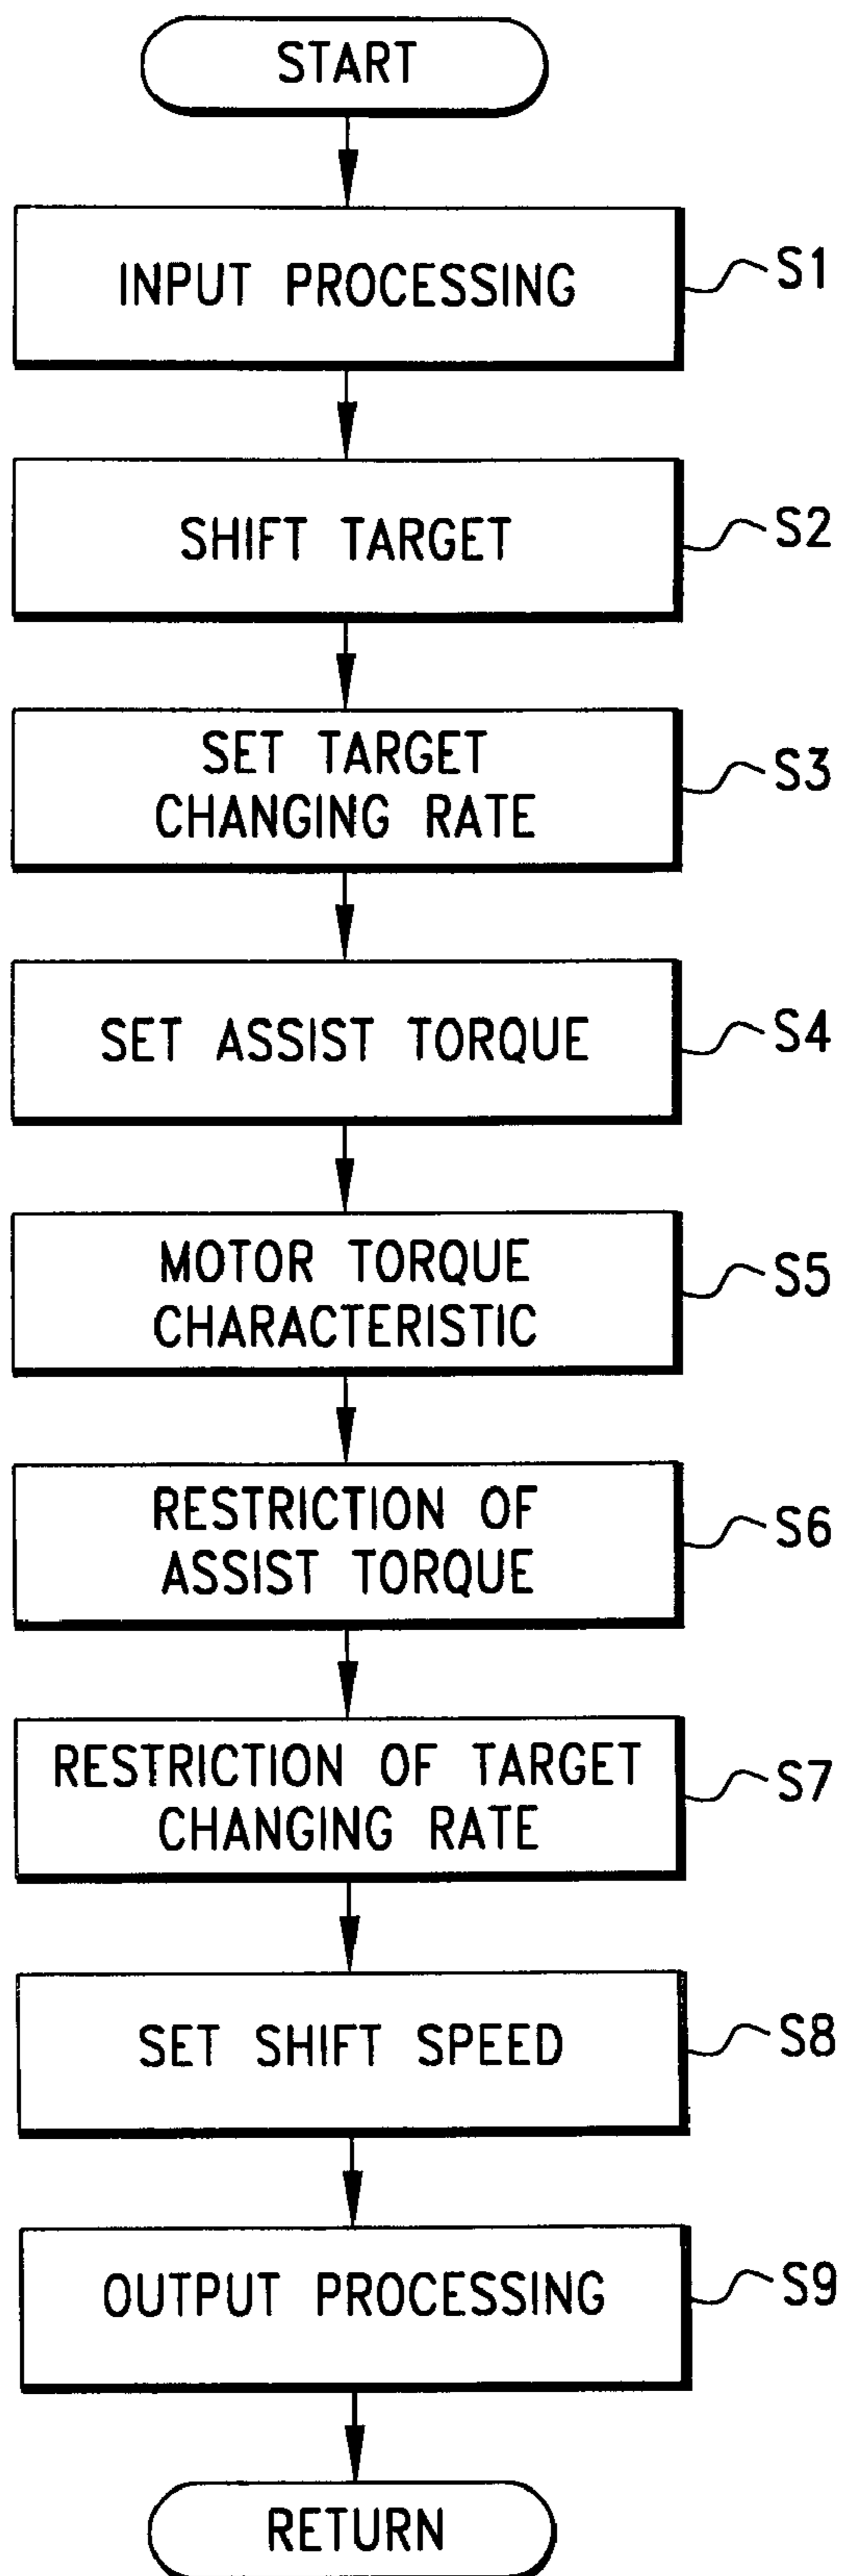 START
INPUT PROCESSING
S1
SHIFT TARGET
S2
SET TARGET
CHANGING RATE
S3
SET ASSIST TORQUE
S4
MOTOR TORQUE
CHARACTERISTIC
S5
RESTRICTION OF
ASSIST TORQUE
S6
RESTRICTION OF TARGET
CHANGING RATE
S7
SET SHIFT SPEED
S8
OUTPUT PROCESSING
S9
RETURN